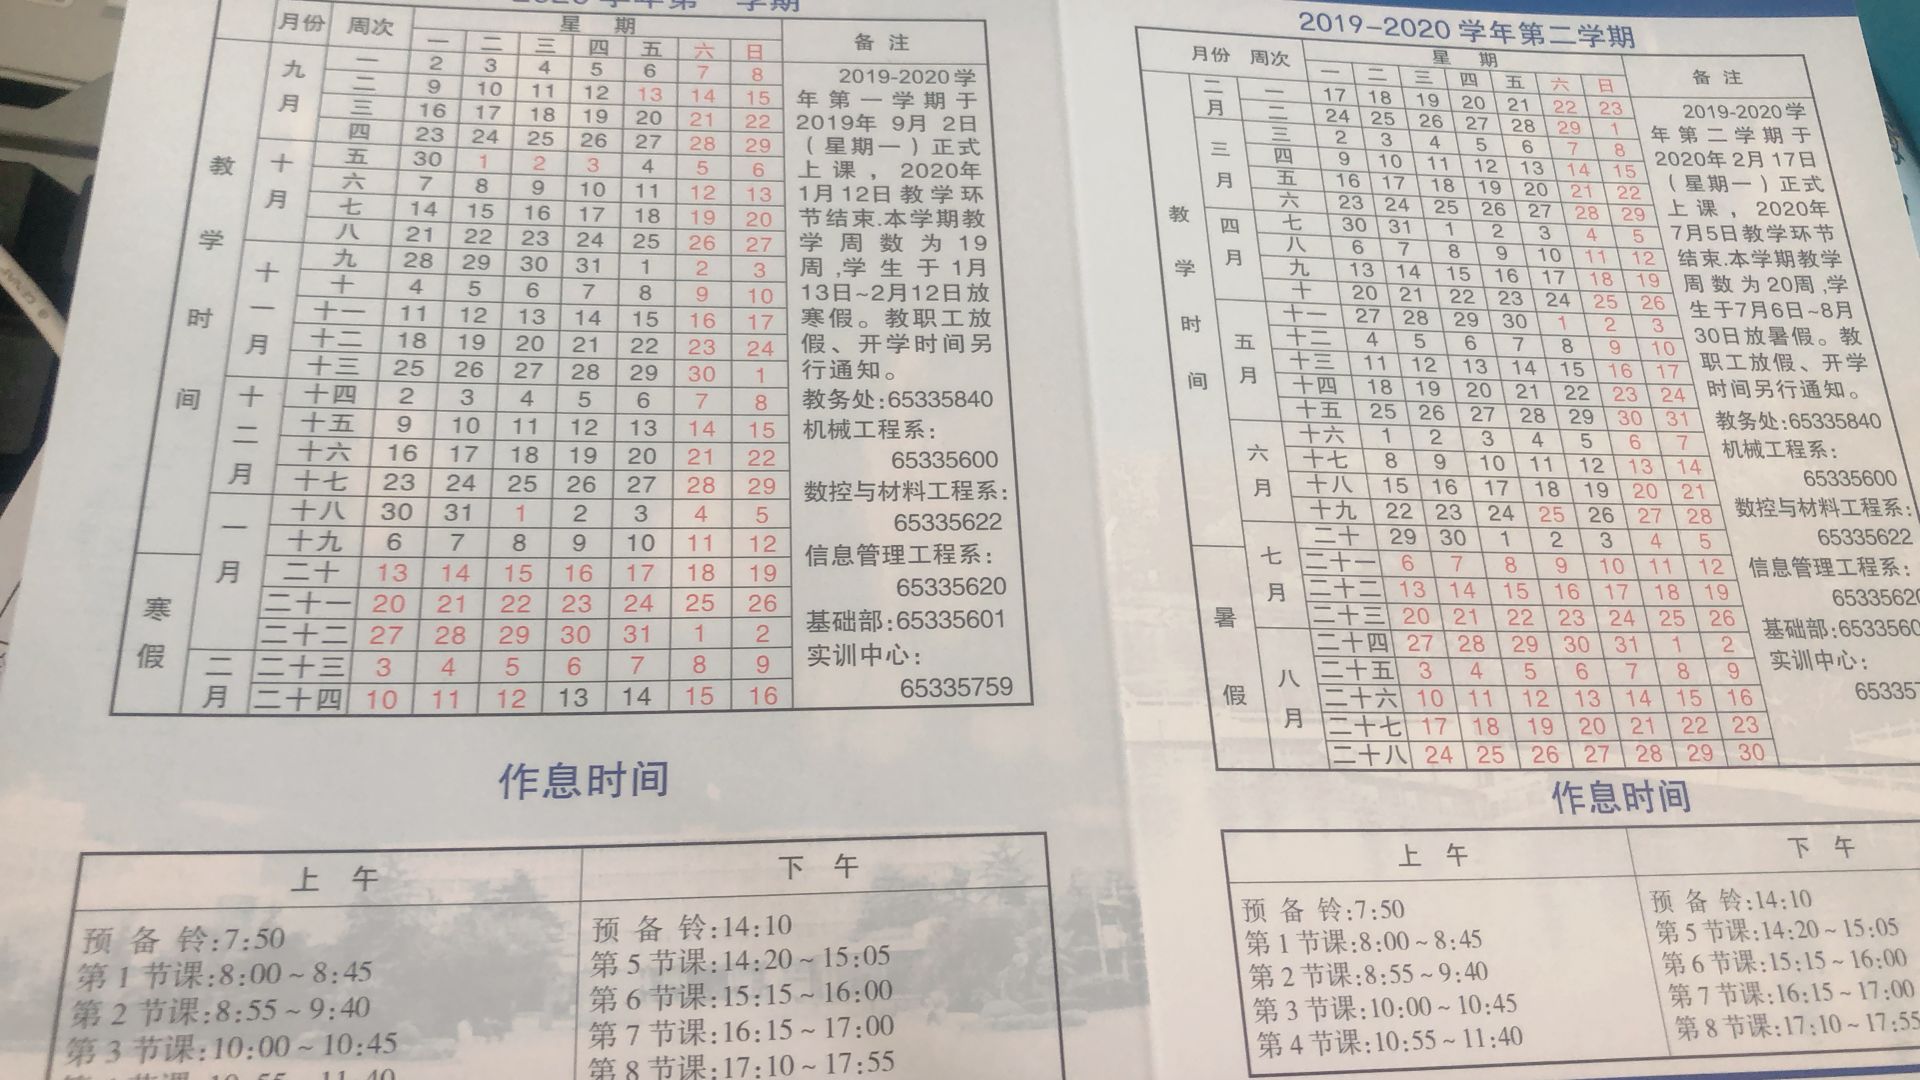 2019-2020 学年第二学期
月份 周次 星 期 备 注
一 二 三 四 五 六 日
教 学 时 间
寒 假
九月 一 2 3 4 5 6 7 8
二 9 10 11 12 13 14 15
三 16 17 18 19 20 21 22
四 23 24 25 26 27 28 29
十月 五 30 1 2 3 4 5 6
六 7 8 9 10 11 12 13
七 14 15 16 17 18 19 20
八 21 22 23 24 25 26 27
十一月 九 28 29 30 31 1 2 3
十 4 5 6 7 8 9 10
十一 11 12 13 14 15 16 17
十二 18 19 20 21 22 23 24
十三 25 26 27 28 29 30 1
十二月 十四 2 3 4 5 6 7 8
十五 9 10 11 12 13 14 15
十六 16 17 18 19 20 21 22
十七 23 24 25 26 27 28 29
一月 十八 30 31 1 2 3 4 5
十九 6 7 8 9 10 11 12
二十 13 14 15 16 17 18 19
二十一 20 21 22 23 24 25 26
二十二 27 28 29 30 31 1 2
二月 二十三 3 4 5 6 7 8 9
二十四 10 11 12 13 14 15 16
2019-2020 学
年第一学期于
2019年 9月 2日
（星期一）正式
上课，2020年
1月12日教学环
节结束.本学期教
学周数为19
周,学生于1月
13日~2月12日放
寒假。教职工放
假、开学时间另
行通知。
教务处:65335840
机械工程系:
65335600
数控与材料工程系:
65335622
信息管理工程系:
65335620
基础部:65335601
实训中心:
65335759
作息时间
上 午
预 备 铃:7:50
第 1 节课:8:00~8:45
第 2 节课:8:55~9:40
第 3 节课:10:00~10:45
下 午
预 备 铃:14:10
第 5 节课:14:20~15:05
第 6 节课:15:15~16:00
第 7 节课:16:15~17:00
第 8 节课:17:10~17:55
月份 周次 星 期 备 注
一 二 三 四 五 六 日
教 学 时 间
暑 假
二月 一 17 18 19 20 21 22 23
二 24 25 26 27 28 29 1
三月 三 2 3 4 5 6 7 8
四 9 10 11 12 13 14 15
五 16 17 18 19 20 21 22
六 23 24 25 26 27 28 29
四月 七 30 31 1 2 3 4 5
八 6 7 8 9 10 11 12
九 13 14 15 16 17 18 19
十 20 21 22 23 24 25 26
五月 十一 27 28 29 30 1 2 3
十二 4 5 6 7 8 9 10
十三 11 12 13 14 15 16 17
十四 18 19 20 21 22 23 24
十五 25 26 27 28 29 30 31
六月 十六 1 2 3 4 5 6 7
十七 8 9 10 11 12 13 14
十八 15 16 17 18 19 20 21
十九 22 23 24 25 26 27 28
七月 二十 29 30 1 2 3 4 5
二十一 6 7 8 9 10 11 12
二十二 13 14 15 16 17 18 19
二十三 20 21 22 23 24 25 26
八月 二十四 27 28 29 30 31 1 2
二十五 3 4 5 6 7 8 9
二十六 10 11 12 13 14 15 16
二十七 17 18 19 20 21 22 23
二十八 24 25 26 27 28 29 30
2019-2020 学
年第二学期于
2020年 2月 17日
（星期一）正式
上课，2020年
7月5日教学环节
结束.本学期教学
周数为20周,学
生于7月6日~8月
30日放暑假。教
职工放假、开学
时间另行通知。
教务处:65335840
机械工程系:
65335600
数控与材料工程系:
65335622
信息管理工程系:
6533562
基础部:6533560
实训中心:
65335
作息时间
上 午
预 备 铃:7:50
第 1 节课:8:00~8:45
第 2 节课:8:55~9:40
第 3 节课:10:00~10:45
第 4 节课:10:55~11:40
下 午
预 备 铃:14:10
第 5 节课:14:20~15:05
第 6 节课:15:15~16:00
第 7 节课:16:15~17:00
第 8 节课:17:10~17:55